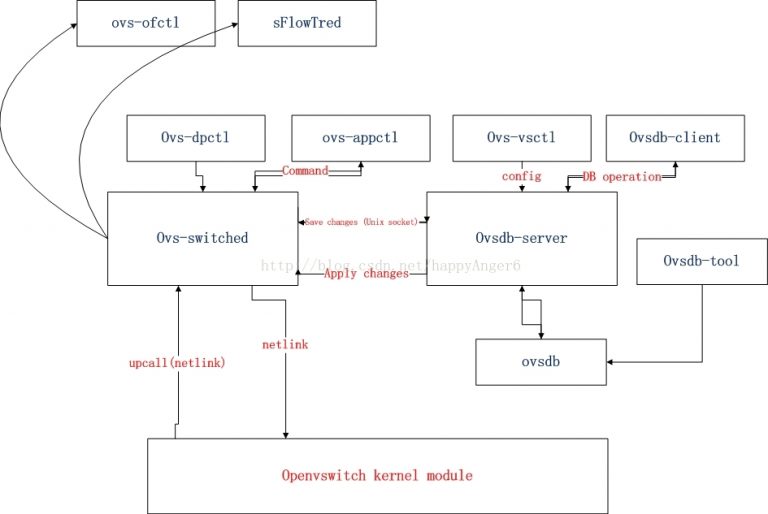 ovs-ofctl
sFlowTred
Ovs-dpctl
ovs-appctl
Ovs-vsctl
Ovsdb-client
Command
config
DB operation
Ovs-switched
Save changes (Unix socket)
Ovsdb-server
http://blog.csdn.net/happyAnger6
Apply changes
Ovsdb-tool
netlink
upcall(netlink)
ovsdb
Openvswitch kernel module